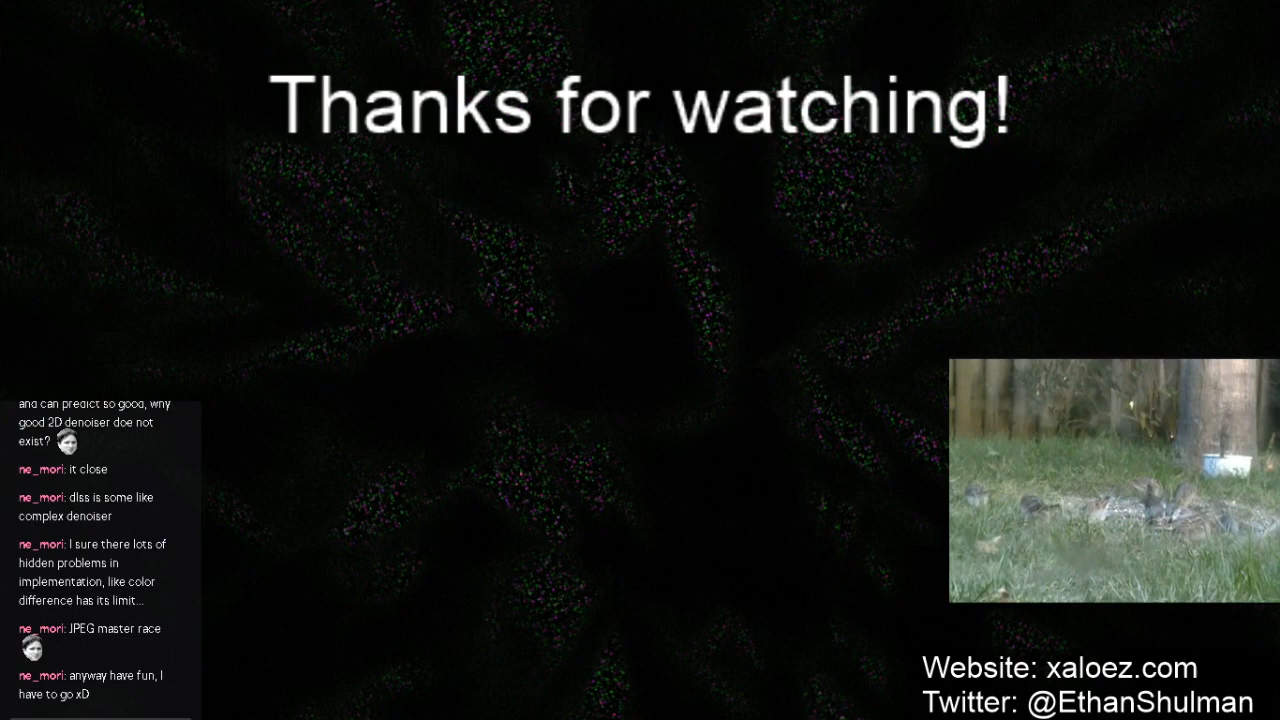 Thanks for watching!
and can predict so good, why
good 2D denoiser doe not
exist?
ne_mori: it close
ne_mori: dlss is some like
complex denoiser
ne_mori: I sure there lots of
hidden problems in
implementation, like color
difference has its limit...
ne_mori: JPEG master race
ne_mori: anyway have fun, I
have to go xD
Website: xaloez.com
Twitter: @EthanShulman